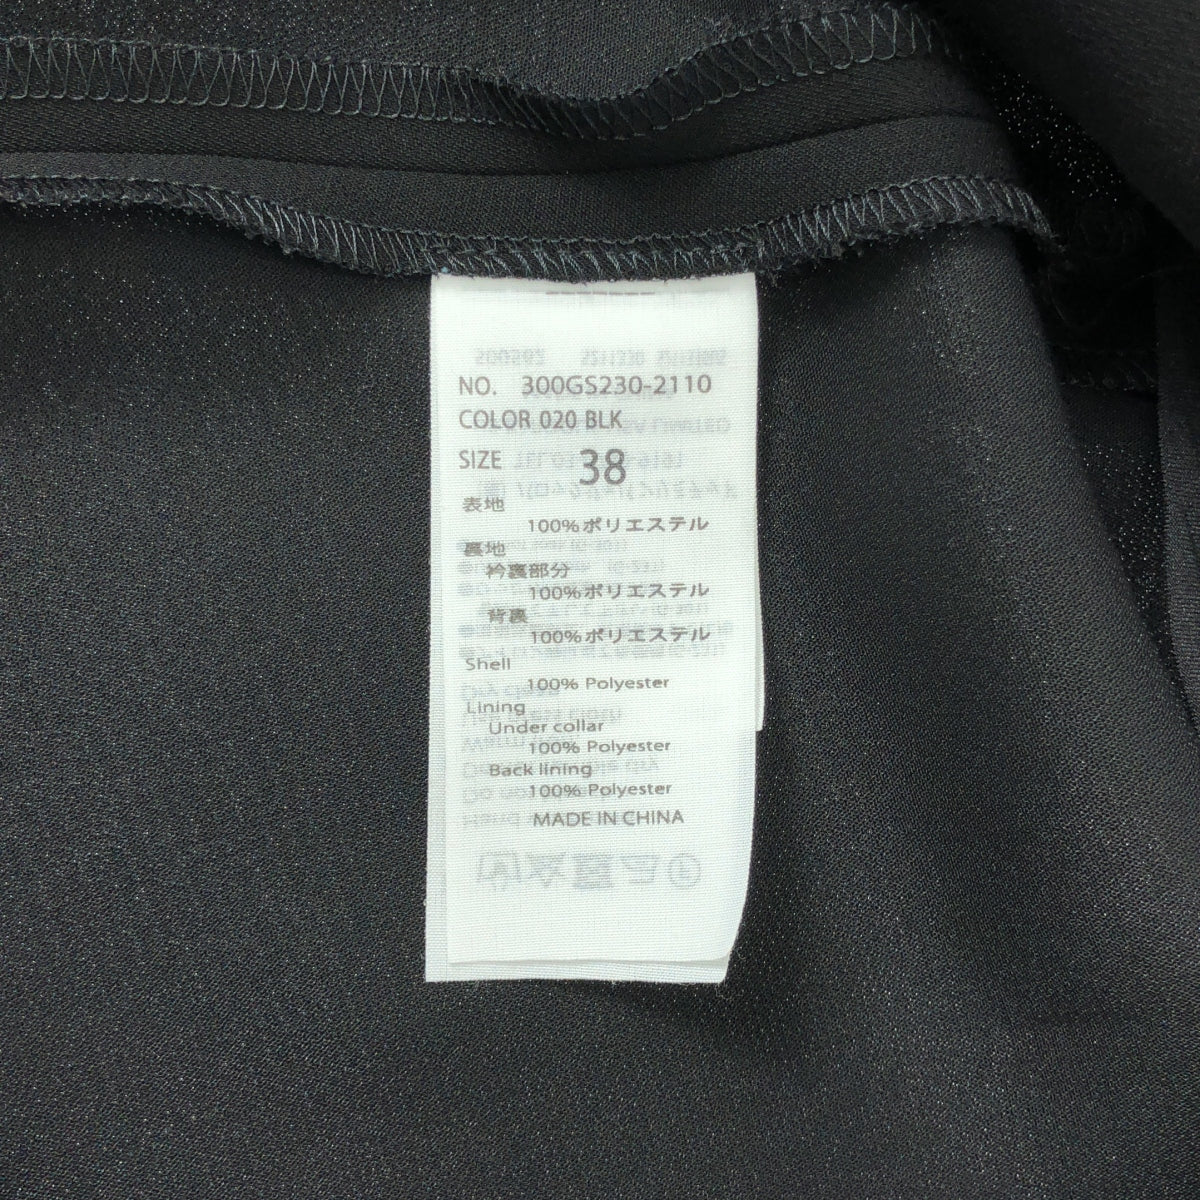 NO. 300GS230-2110
COLOR 020 BLK
SIZE 38
表地
100%ポリエステル
裏地
衿裏部分
100%ポリエステル
背裏
100%ポリエステル
Shell
100% Polyester
Lining
Under collar
100% Polyester
Back lining
100% Polyester
MADE IN CHINA